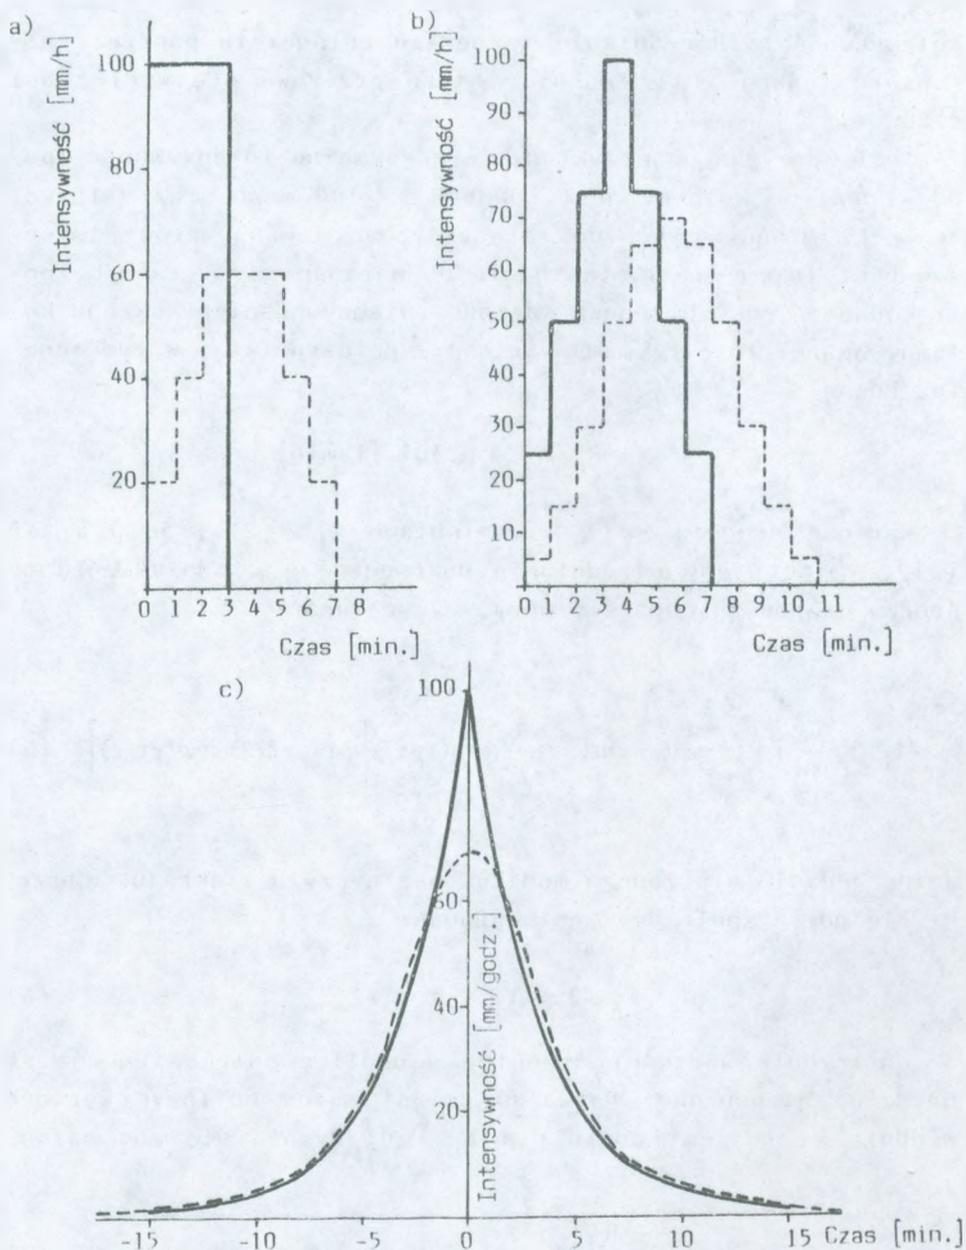 a)
Intensywność [mm/h]
100
80
60
40
20
0 1 2 3 4 5 6 7 8
Czas [min.]
b)
Intensywność [mm/h]
100
90
80
70
60
50
40
30
20
10
0 1 2 3 4 5 6 7 8 9 10 11
Czas [min.]
c)
100
60
40
20
Intensywność [mm/godz]
-15 -10 -5 0 5 10 15 Czas [min.]